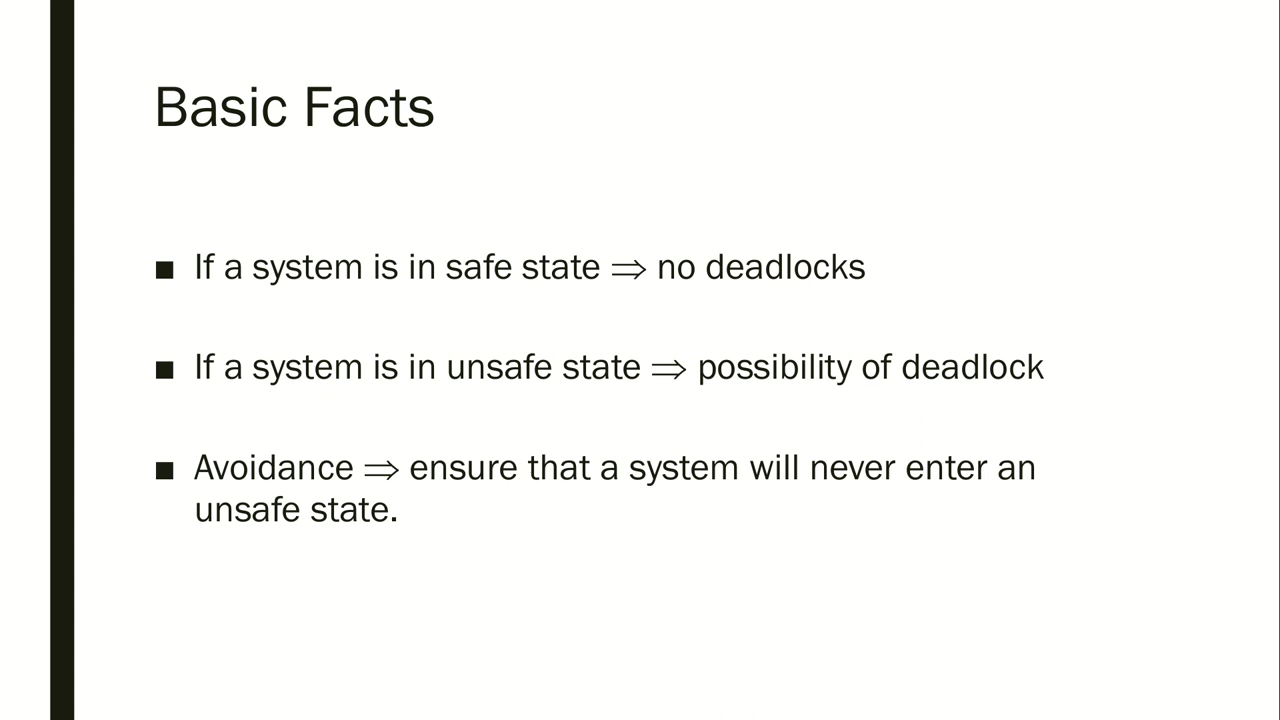 Basic Facts
■ If a system is in safe state ⇒ no deadlocks
■ If a system is in unsafe state ⇒ possibility of deadlock
■ Avoidance ⇒ ensure that a system will never enter an
unsafe state.